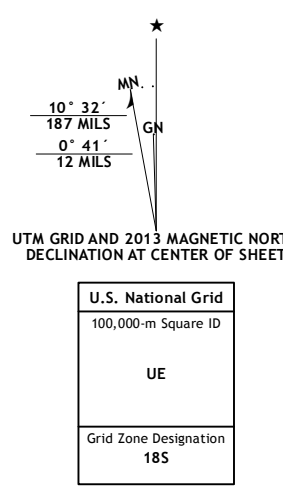 ★
MN
10° 32´
187 MILS
GN
0° 41´
12 MILS
UTM GRID AND 2013 MAGNETIC NORT
DECLINATION AT CENTER OF SHEET
U.S. National Grid
100,000-m Square ID
UE
Grid Zone Designation
18S